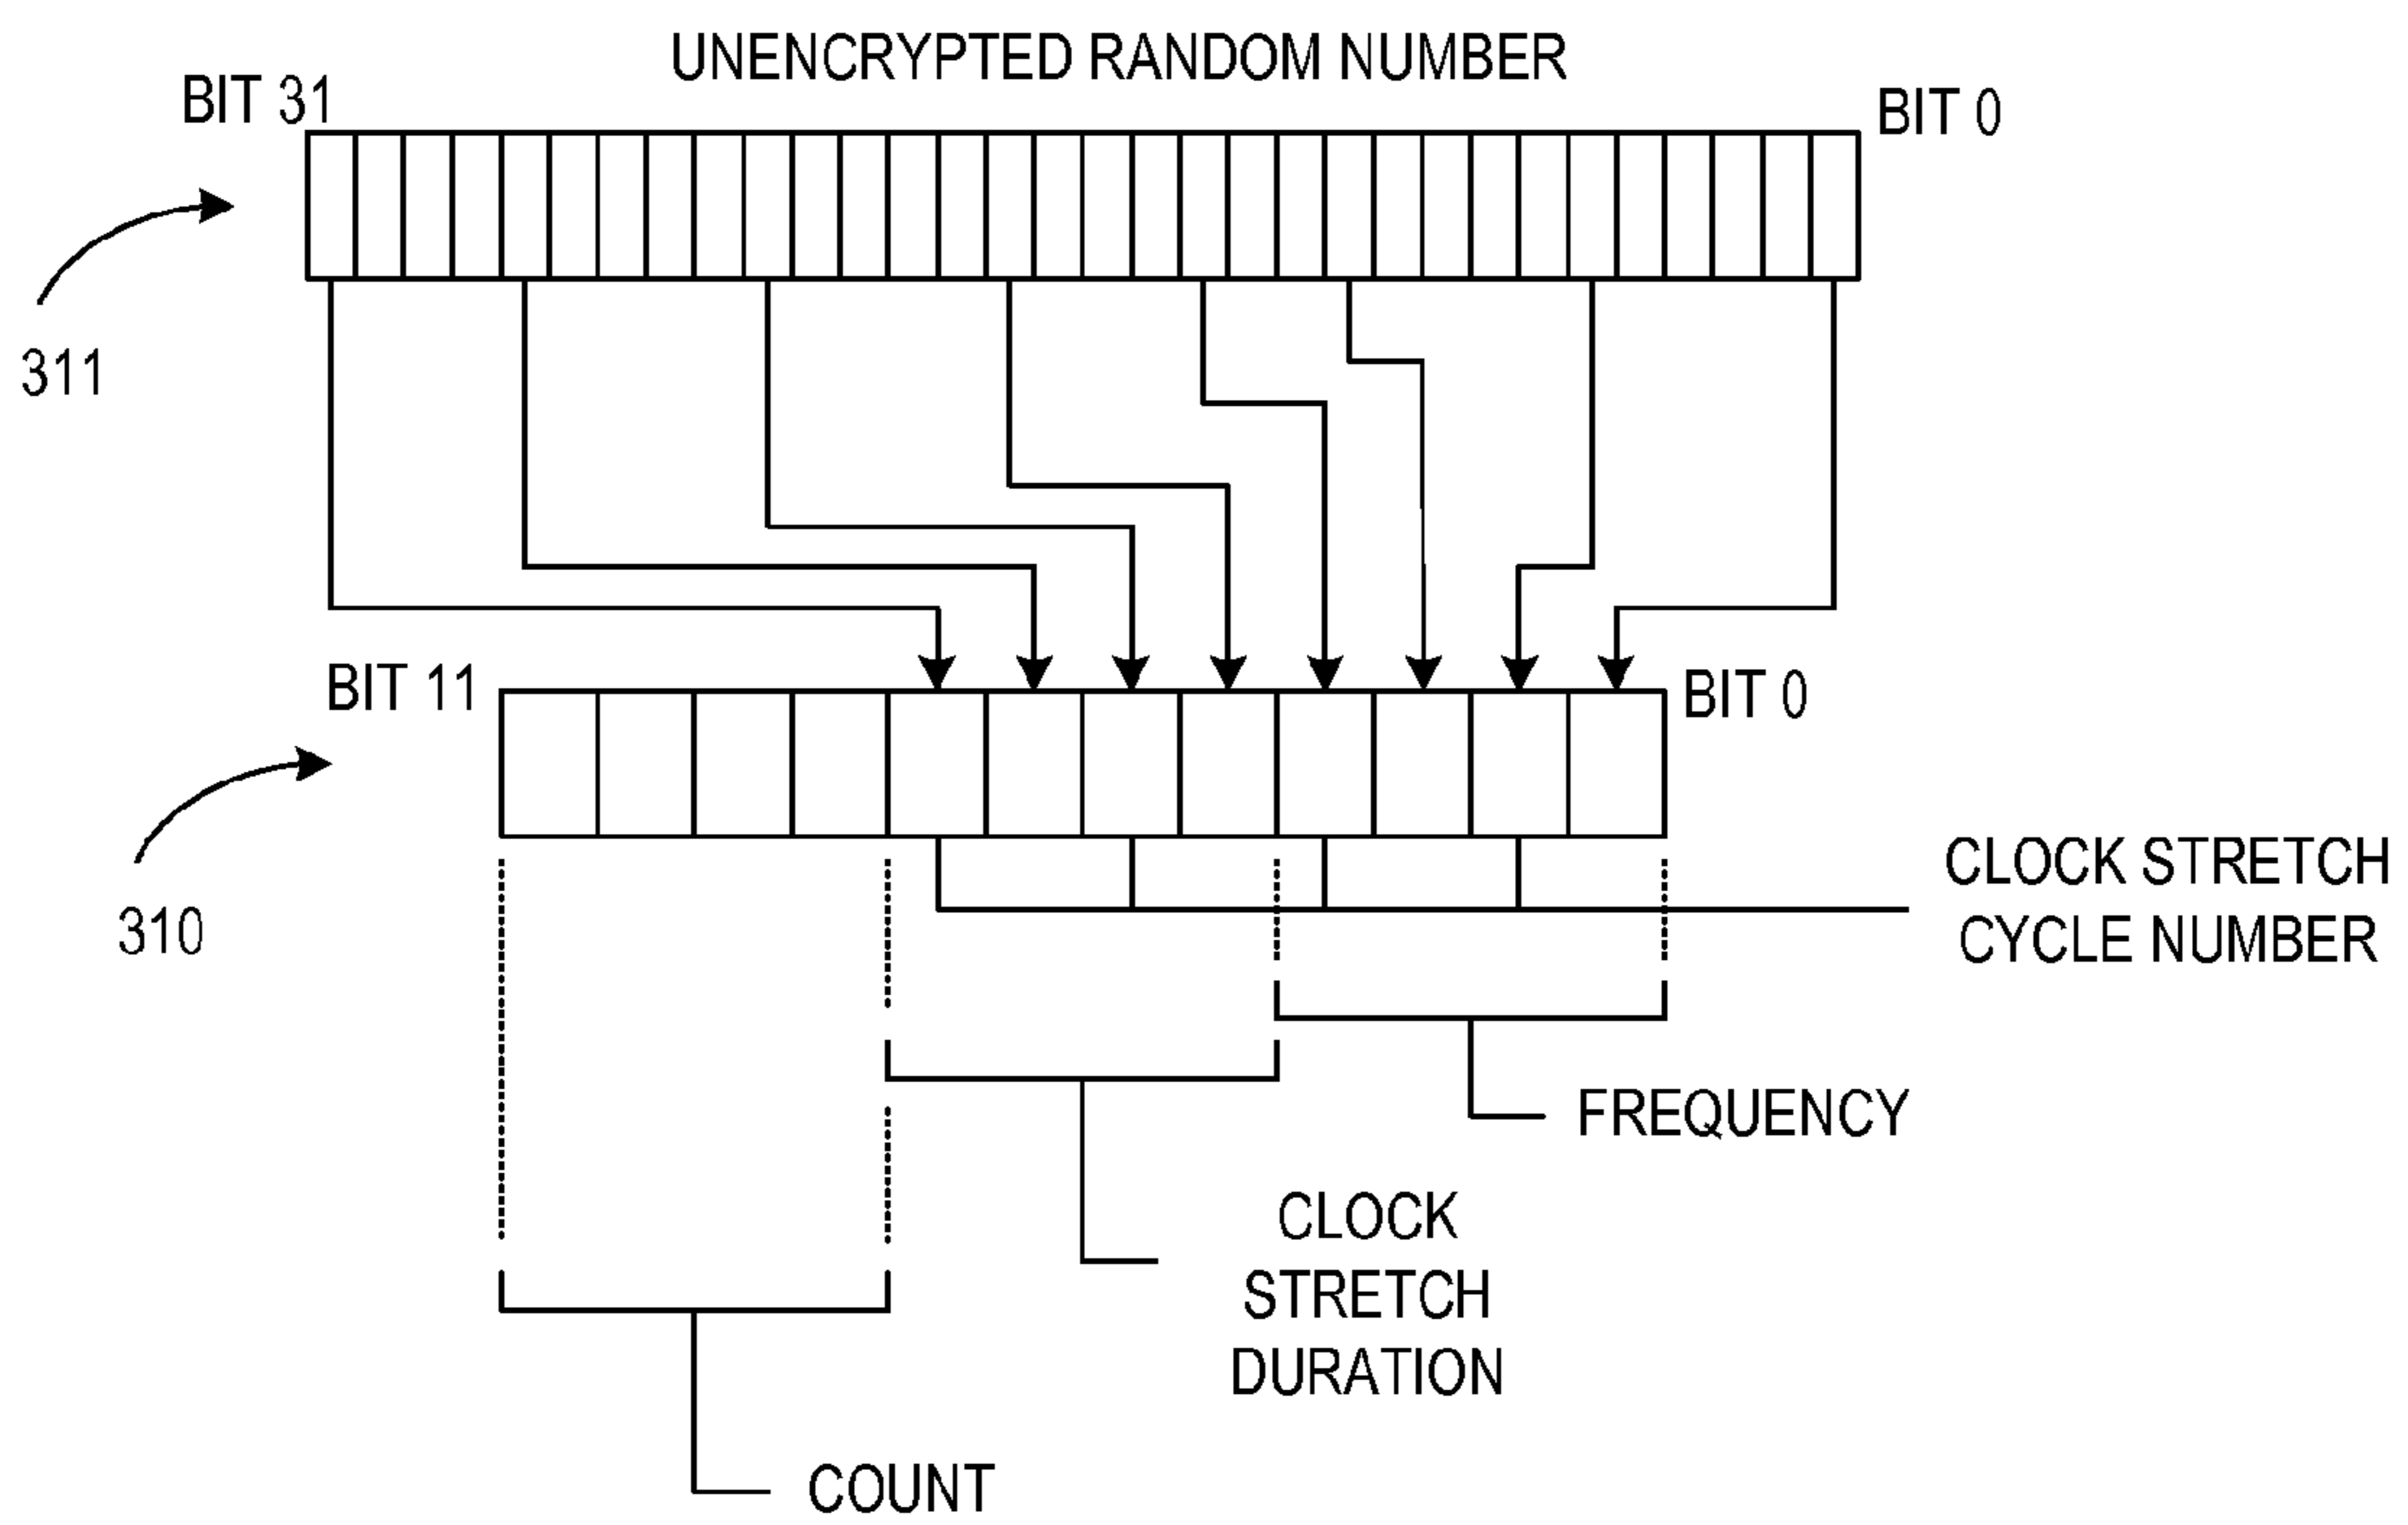 UNENCRYPTED RANDOM NUMBER
BIT 31
BIT 0
311
BIT 11
BIT 0
310
CLOCK STRETCH
CYCLE NUMBER
FREQUENCY
CLOCK
STRETCH
DURATION
COUNT